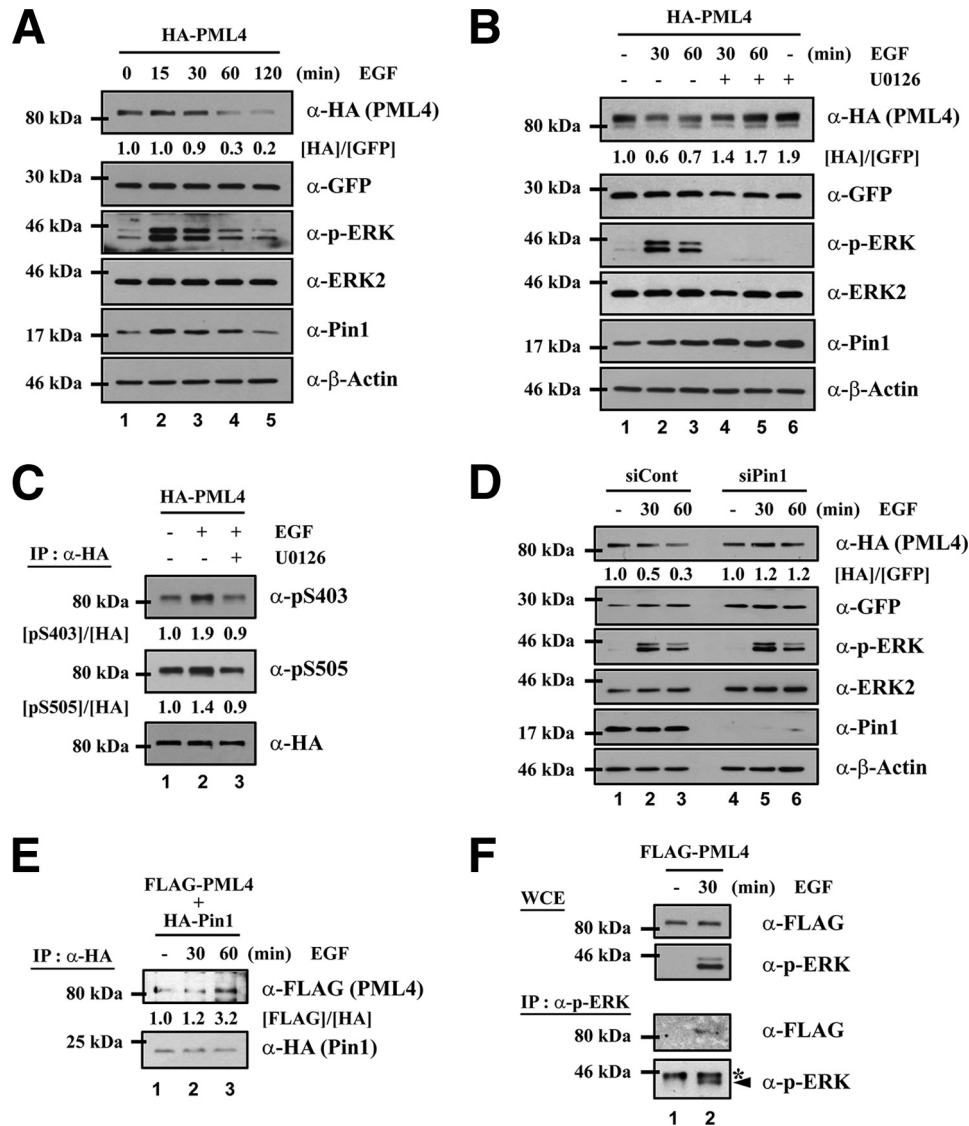 A
HA-PML4
0 15 30 60 120 (min) EGF
80 kDa α-HA (PML4)
1.0 1.0 0.9 0.3 0.2 [HA]/[GFP]
30 kDa α-GFP
46 kDa α-p-ERK
46 kDa α-ERK2
17 kDa α-Pin1
46 kDa α-β-Actin
1 2 3 4 5
B
HA-PML4
- 30 60 30 60 - (min) EGF
- - - + + + U0126
80 kDa α-HA (PML4)
1.0 0.6 0.7 1.4 1.7 1.9 [HA]/[GFP]
30 kDa α-GFP
46 kDa α-p-ERK
46 kDa α-ERK2
17 kDa α-Pin1
46 kDa α-β-Actin
1 2 3 4 5 6
C
HA-PML4
- + + EGF
IP : α-HA - - + U0126
80 kDa α-pS403
[pS403]/[HA] 1.0 1.9 0.9
80 kDa α-pS505
[pS505]/[HA] 1.0 1.4 0.9
80 kDa α-HA
1 2 3
D
siCont siPin1
- 30 60 - 30 60 (min) EGF
80 kDa α-HA (PML4)
1.0 0.5 0.3 1.0 1.2 1.2 [HA]/[GFP]
30 kDa α-GFP
46 kDa α-p-ERK
46 kDa α-ERK2
17 kDa α-Pin1
46 kDa α-β-Actin
1 2 3 4 5 6
E
FLAG-PML4
+
HA-Pin1
IP : α-HA - 30 60 (min) EGF
80 kDa α-FLAG (PML4)
1.0 1.2 3.2 [FLAG]/[HA]
25 kDa α-HA (Pin1)
1 2 3
F
FLAG-PML4
- 30 (min) EGF
WCE
80 kDa α-FLAG
46 kDa α-p-ERK
IP : α-p-ERK
80 kDa α-FLAG
46 kDa * α-p-ERK
1 2